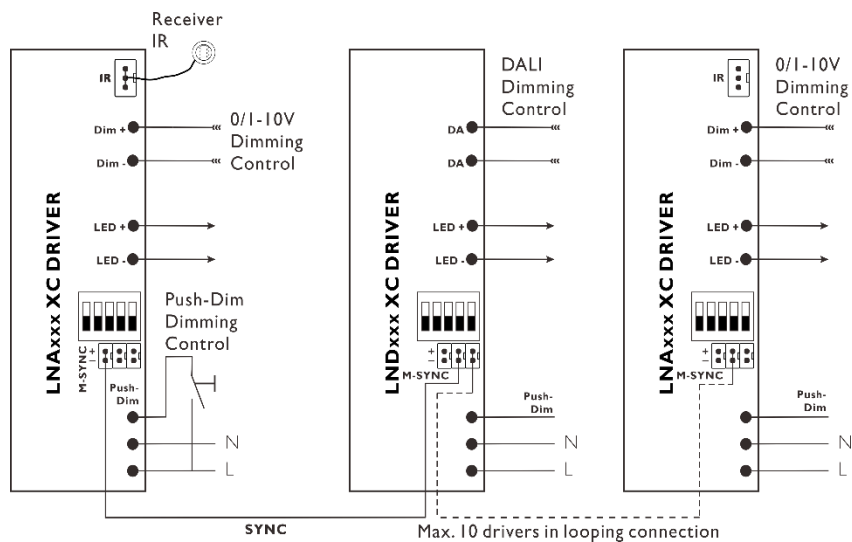 Receiver
IR
IR
0/1-10V
Dimming
Control
Dim +
Dim -
LED +
LED -
LNAxxx XC DRIVER
Push-Dim
Dimming
Control
+
−
M-SYNC
Push-
Dim
N
L
DALI
Dimming
Control
DA
DA
LED +
LED -
LNDxxx XC DRIVER
+
−
M-SYNC
Push-
Dim
N
L
IR
0/1-10V
Dimming
Control
Dim +
Dim -
LED +
LED -
LNAxxx XC DRIVER
+
−
M-SYNC
Push-
Dim
N
L
SYNC
Max. 10 drivers in looping connection